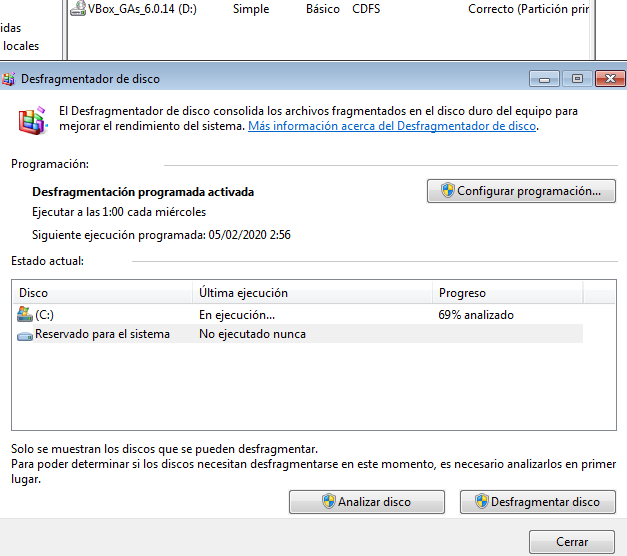 VBox_GAs_6.0.14 (D:) Simple Básico CDFS Correcto (Partición prir
idas
locales
Desfragmentador de disco
El Desfragmentador de disco consolida los archivos fragmentados en el disco duro del equipo para
mejorar el rendimiento del sistema. Más información acerca del Desfragmentador de disco.
Programación:
Desfragmentación programada activada
Configurar programación...
Ejecutar a las 1:00 cada miércoles
Siguiente ejecución programada: 05/02/2020 2:56
Estado actual:
Disco Última ejecución Progreso
(C:) En ejecución... 69% analizado
Reservado para el sistema No ejecutado nunca
Solo se muestran los discos que se pueden desfragmentar.
Para poder determinar si los discos necesitan desfragmentarse en este momento, es necesario analizarlos en primer
lugar.
Analizar disco Desfragmentar disco
Cerrar